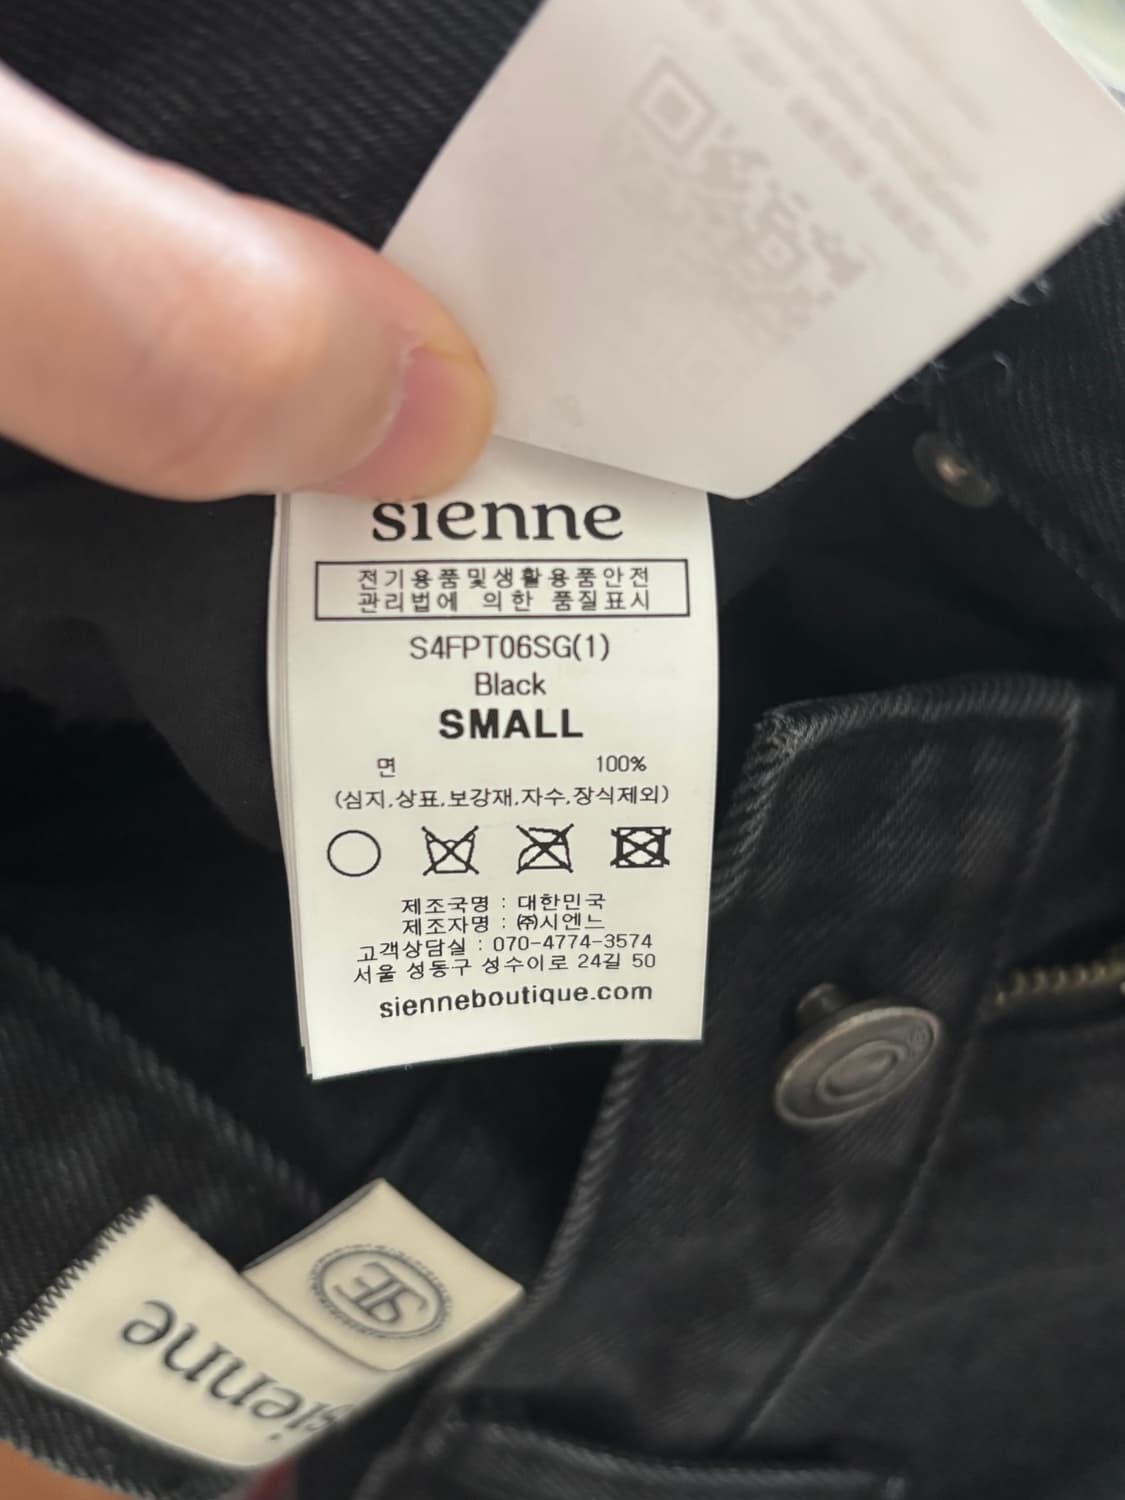 sienne
전기용품및생활용품안전
관리법에 의한 품질표시
S4FPT06SG(1)
Black
SMALL
면 100%
(심지,상표,보강재,자수,장식제외)
제조국명 : 대한민국
제조자명 : ㈜시엔느
고객상담실 : 070-4774-3574
서울 성동구 성수이로 24길 50
sienneboutique.com
SE
sienne